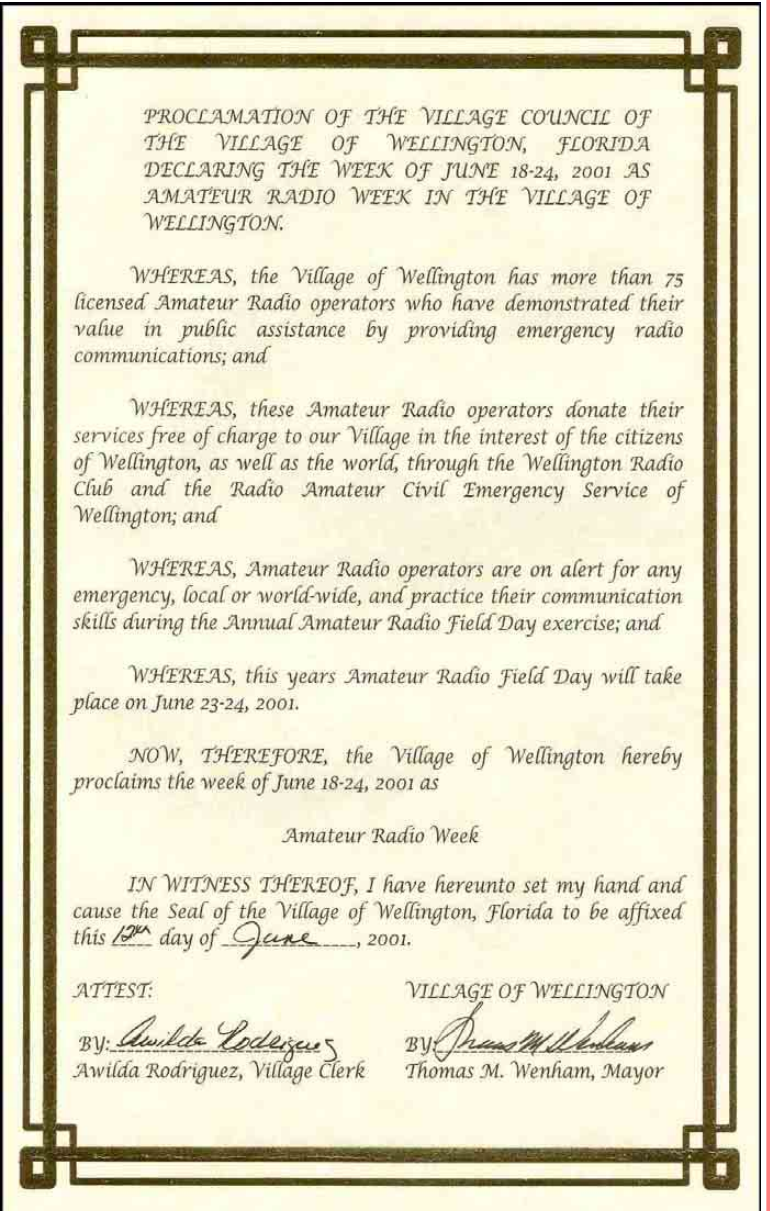 PROCLAMATION OF THE VILLAGE COUNCIL OF
THE VILLAGE OF WELLINGTON, FLORIDA
DECLARING THE WEEK OF JUNE 18-24, 2001 AS
AMATEUR RADIO WEEK IN THE VILLAGE OF
WELLINGTON.
WHEREAS, the Village of Wellington has more than 75
licensed Amateur Radio operators who have demonstrated their
value in public assistance by providing emergency radio
communications; and
WHEREAS, these Amateur Radio operators donate their
services free of charge to our Village in the interest of the citizens
of Wellington, as well as the world, through the Wellington Radio
Club and the Radio Amateur Civil Emergency Service of
Wellington; and
WHEREAS, Amateur Radio operators are on alert for any
emergency, local or world-wide, and practice their communication
skills during the Annual Amateur Radio Field Day exercise; and
WHEREAS, this years Amateur Radio Field Day will take
place on June 23-24, 2001.
NOW, THEREFORE, the Village of Wellington hereby
proclaims the week of June 18-24, 2001 as
Amateur Radio Week
IN WITNESS THEREOF, I have hereunto set my hand and
cause the Seal of the Village of Wellington, Florida to be affixed
this 12th day of June, 2001.
ATTEST: VILLAGE OF WELLINGTON
BY: Awilda Rodriguez BY: Thomas M Wenham
Awilda Rodriguez, Village Clerk Thomas M. Wenham, Mayor